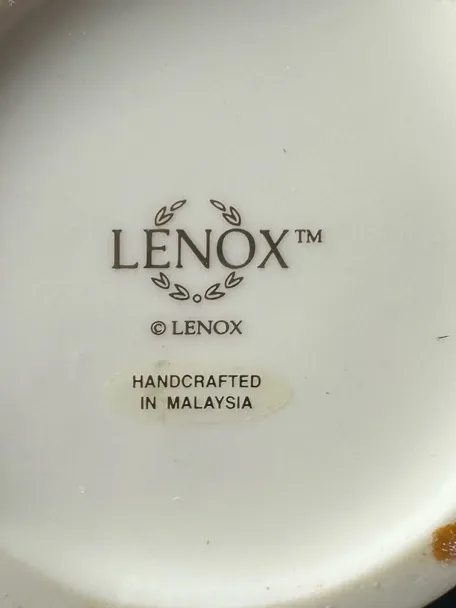 LENOX™
© LENOX
HANDCRAFTED
IN MALAYSIA